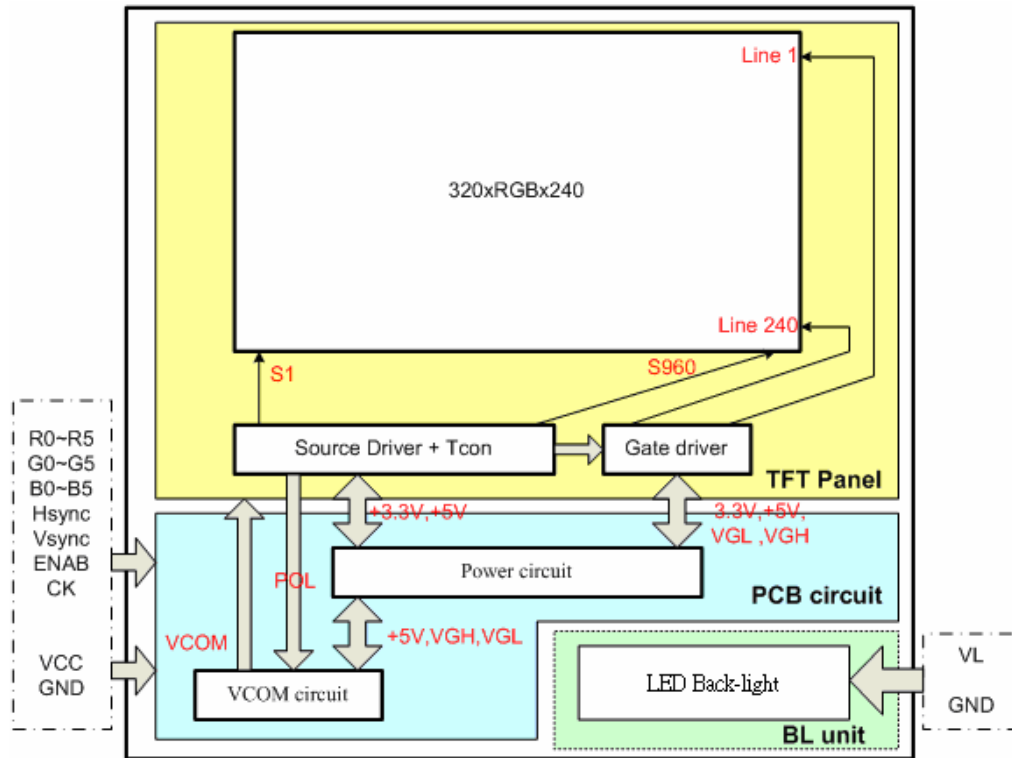 Line 1
320xRGBx240
Line 240
S1
S960
Source Driver + Tcon
Gate driver
TFT Panel
R0~R5
G0~G5
B0~B5
Hsync
Vsync
ENAB
CK
VCC
GND
+3.3V,+5V
3.3V,+5V,
VGL ,VGH
Power circuit
POL
PCB circuit
VCOM
+5V,VGH,VGL
VCOM circuit
LED Back-light
BL unit
VL
GND